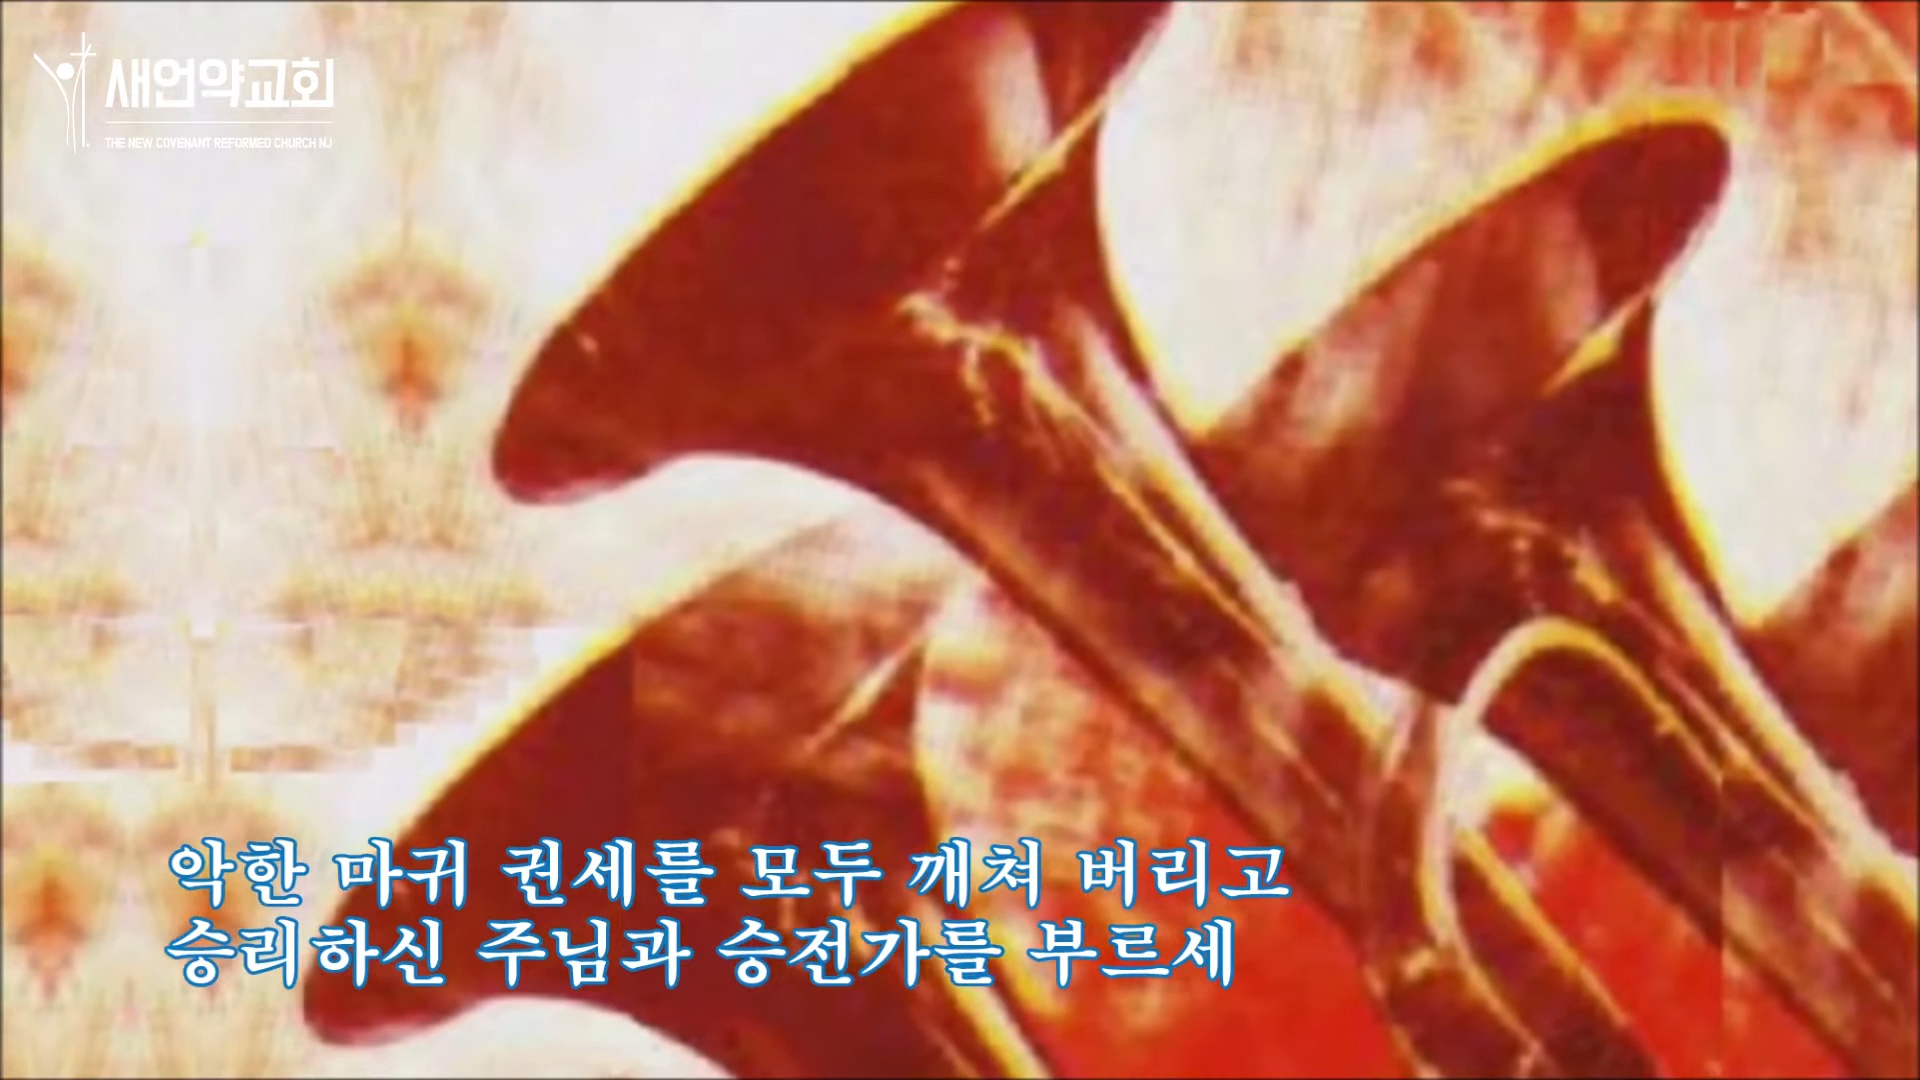 새언약교회
THE NEW COVENANT REFORMED CHURCH NJ
악한 마귀 권세를 모두 깨쳐 버리고
승리하신 주님과 승전가를 부르세